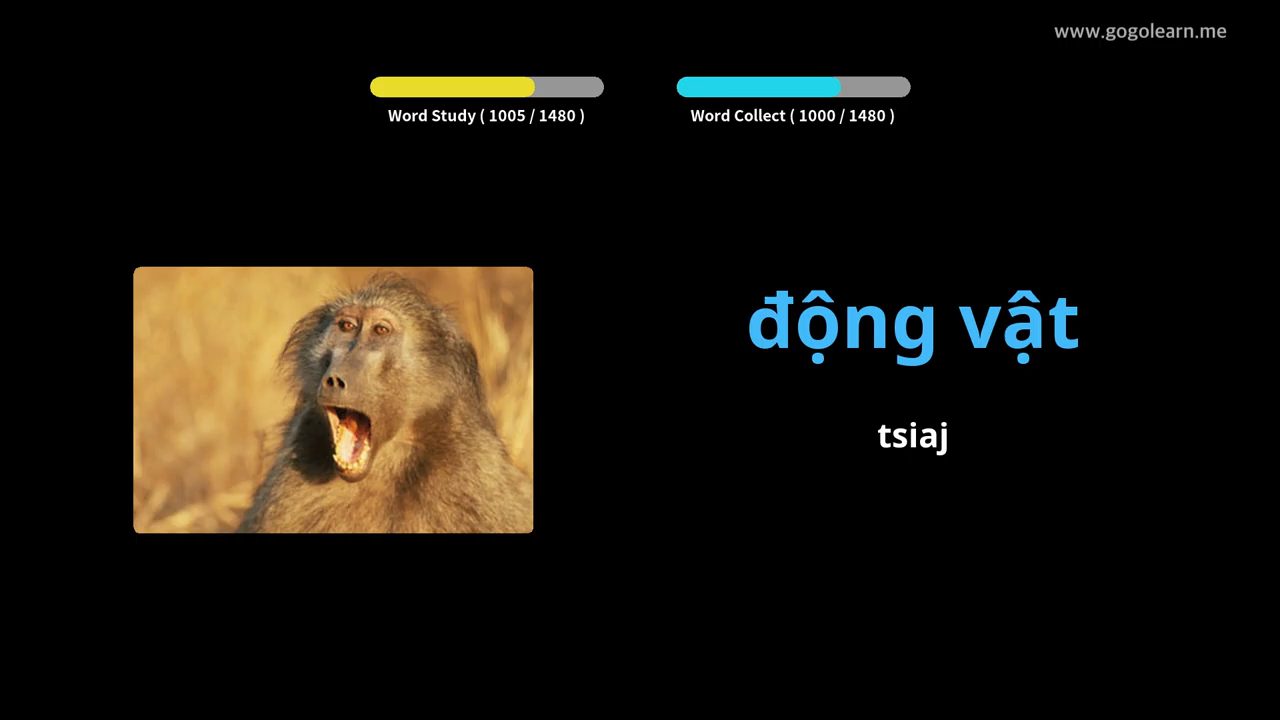 www.gogolearn.me
Word Study ( 1005 / 1480 )
Word Collect ( 1000 / 1480 )
động vật
tsiaj